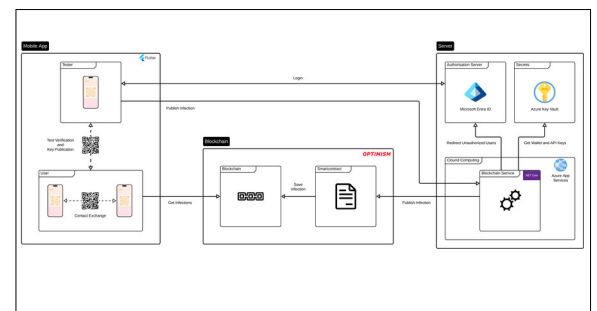 Mobile App
Flutter
Tester
Login
Publish Infection
Test Verification
and
Key Publication
User
Contact Exchange
Get Infections
Blockchain
OPTIMISM
Blockchain
Save
Infection
Smartcontract
Publish Infection
Server
Authorisation Server
Microsoft Entra ID
Secrets
Azure Key Vault
Redirect Unauthorized Users
Get Wallet and API Keys
Clound Computing
Azure App
Services
Blockchain Service
.NET Core